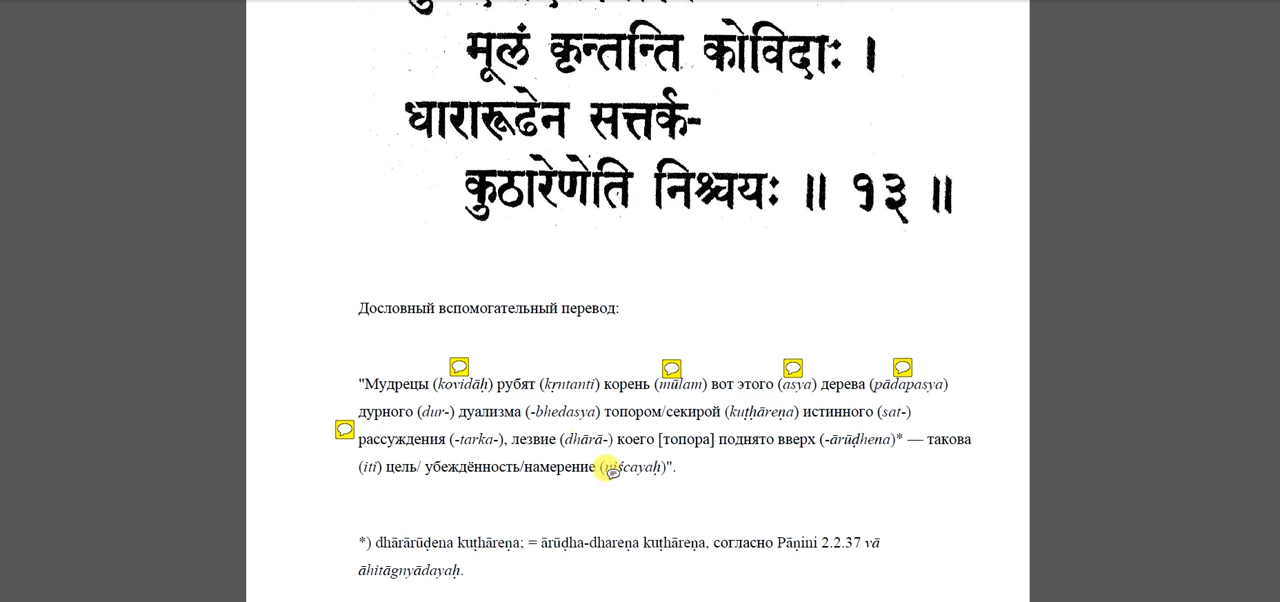 मूलं कृन्तन्ति कोविदाः ।
धारारूढेन सत्तर्क-
कुठारेणेति निश्चयः ॥ १३ ॥
Дословный вспомогательный перевод:
"Мудрецы (kovidāḥ) рубят (kṛntanti) корень (mūlam) вот этого (asya) дерева (pādapasya)
дурного (dur-) дуализма (-bhedasya) топором/секирой (kuṭhāreṇa) истинного (sat-)
рассуждения (-tarka-), лезвие (dhārā-) коего [топора] поднято вверх (-ārūḍhena)* — такова
(iti) цель/ убеждённость/намерение (niścayaḥ)".
*) dhārārūḍena kuṭhāreṇa; = ārūḍha-dhareṇa kuṭhāreṇa, согласно Pāṇini 2.2.37 vā
āhitāgnyādayaḥ.